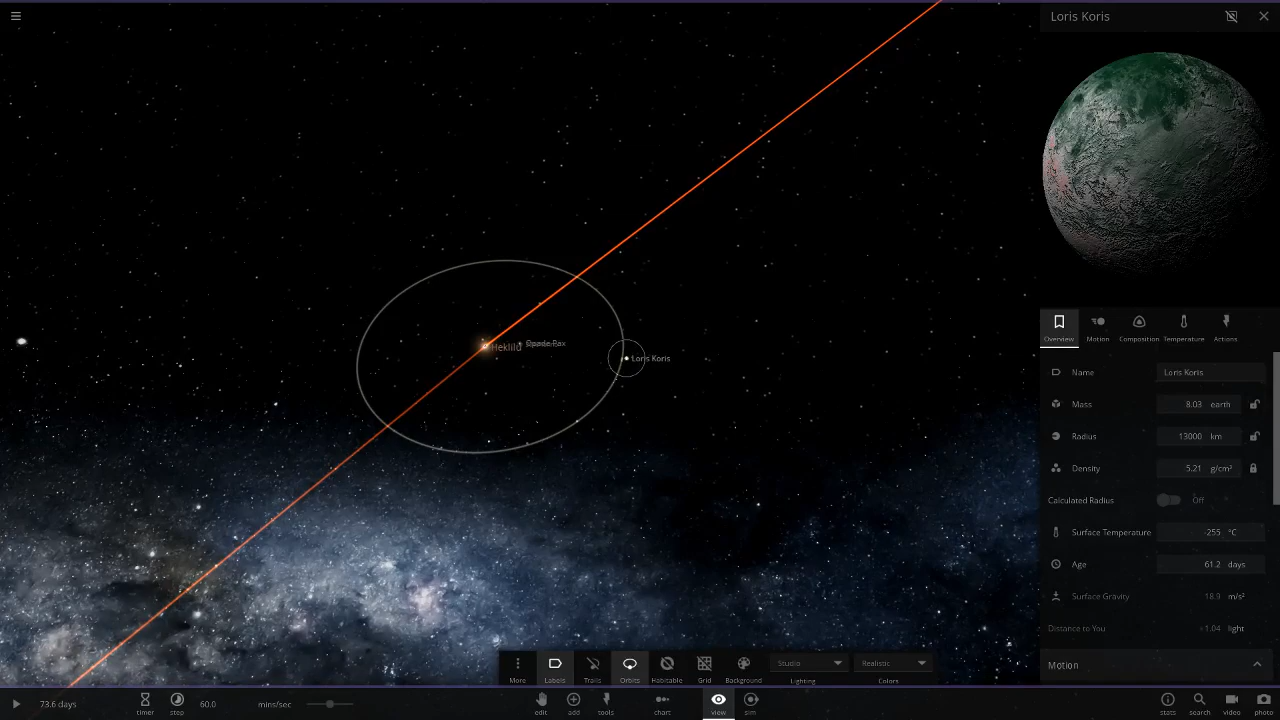 Loris Koris
Heklilu
Opade Pax
Loris Koris
Overview
Motion
Composition
Temperature
Actions
Name
Loris Koris
Mass
8.03 earth
Radius
13000 km
Density
5.21 g/cm³
Calculated Radius
Off
Surface Temperature
-255 °C
Age
61.2 days
Surface Gravity
18.9 m/s²
Distance to You
1.04 light
Motion
More
Labels
Trails
Orbits
Habitable
Grid
Background
Studio
Lighting
Realistic
Colors
73.6 days
timer
step
60.0
mins/sec
edit
add
tools
chart
view
sim
stats
search
video
photo